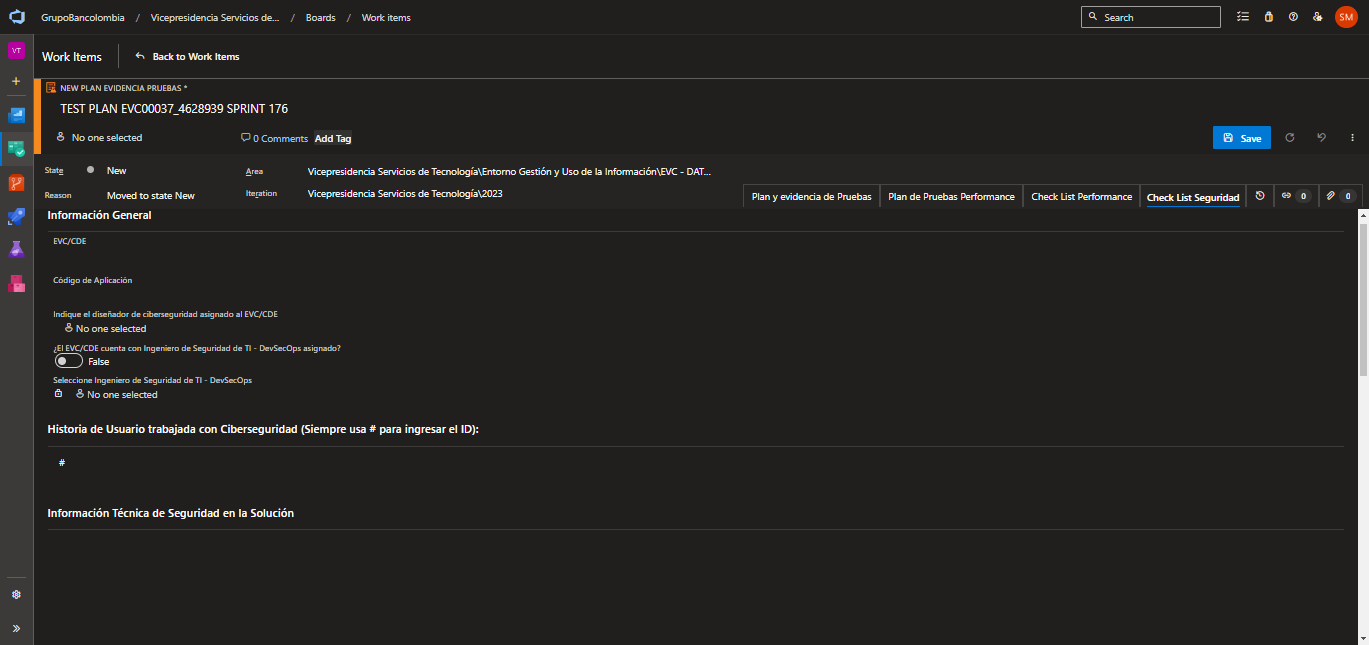 GrupoBancolombia / Vicepresidencia Servicios de... / Boards / Work items
Search
SM
VT
Work Items
Back to Work Items
NEW PLAN EVIDENCIA PRUEBAS *
TEST PLAN EVC00037_4628939 SPRINT 176
No one selected
0 Comments
Add Tag
Save
State
New
Area
Vicepresidencia Servicios de Tecnología\Entorno Gestión y Uso de la Información\EVC - DAT...
Reason
Moved to state New
Iteration
Vicepresidencia Servicios de Tecnología\2023
Plan y evidencia de Pruebas
Plan de Pruebas Performance
Check List Performance
Check List Seguridad
0
0
Información General
EVC/CDE
Código de Aplicación
Indique el diseñador de ciberseguridad asignado al EVC/CDE
No one selected
¿El EVC/CDE cuenta con Ingeniero de Seguridad de TI - DevSecOps asignado?
False
Seleccione Ingeniero de Seguridad de TI - DevSecOps
No one selected
Historia de Usuario trabajada con Ciberseguridad (Siempre usa # para ingresar el ID):
#
Información Técnica de Seguridad en la Solución